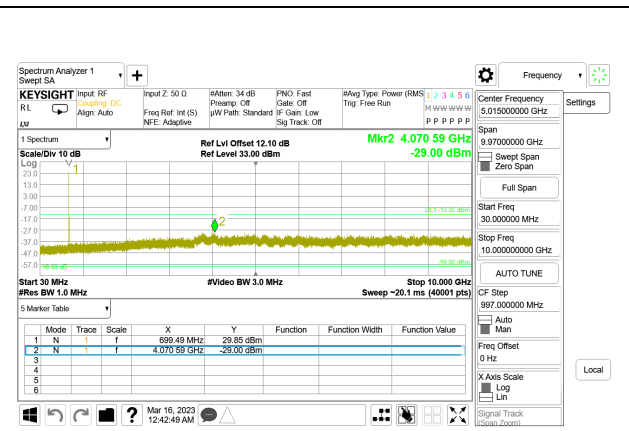 Spectrum Analyzer 1
Swept SA
Frequency
KEYSIGHT
RL
Input: RF
Coupling: DC
Align: Auto
Input Z: 50 Ω
Freq Ref: Int (S)
NFE: Adaptive
#Atten: 34 dB
Preamp: Off
µW Path: Standard
PNO: Fast
Gate: Off
IF Gain: Low
Sig Track: Off
#Avg Type: Power (RMS
Trig: Free Run
1 2 3 4 5 6
M W W W W W
P P P P P P
1 Spectrum
Scale/Div 10 dB
Ref Lvl Offset 12.10 dB
Ref Level 33.00 dBm
Mkr2 4.070 59 GHz
-29.00 dBm
Log
23.0
13.0
3.00
-7.00
-17.0
-27.0
-37.0
-47.0
-57.0
1
2
DL1 -13.00 dBm
Start 30 MHz
#Res BW 1.0 MHz
#Video BW 3.0 MHz
Stop 10.000 GHz
Sweep ~20.1 ms (40001 pts)
5 Marker Table
Mode Trace Scale X Y Function Function Width Function Value
1 N 1 f 699.49 MHz 29.85 dBm
2 N 1 f 4.070 59 GHz -29.00 dBm
3
4
5
6
Mar 16, 2023
12:42:49 AM
Center Frequency
5.015000000 GHz
Settings
Span
9.97000000 GHz
Swept Span
Zero Span
Full Span
Start Freq
30.000000 MHz
Stop Freq
10.000000000 GHz
AUTO TUNE
CF Step
997.000000 MHz
Auto
Man
Freq Offset
0 Hz
X Axis Scale
Log
Lin
Signal Track
(Span Zoom)
Local